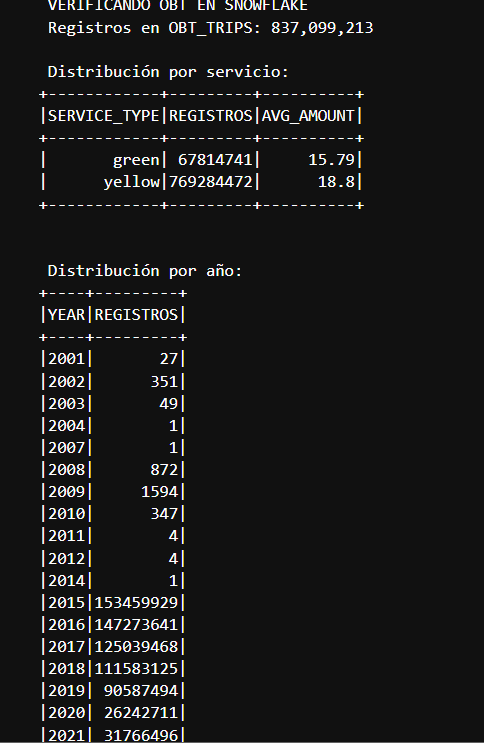 VERIFICANDO OBT EN SNOWFLAKE
Registros en OBT_TRIPS: 837,099,213
Distribución por servicio:
+------------+---------+----------+
|SERVICE_TYPE|REGISTROS|AVG_AMOUNT|
+------------+---------+----------+
|       green| 67814741|     15.79|
|      yellow|769284472|      18.8|
+------------+---------+----------+
Distribución por año:
+----+---------+
|YEAR|REGISTROS|
+----+---------+
|2001|       27|
|2002|      351|
|2003|       49|
|2004|        1|
|2007|        1|
|2008|      872|
|2009|     1594|
|2010|      347|
|2011|        4|
|2012|        4|
|2014|        1|
|2015|153459929|
|2016|147273641|
|2017|125039468|
|2018|111583125|
|2019| 90587494|
|2020| 26242711|
|2021| 31766496|